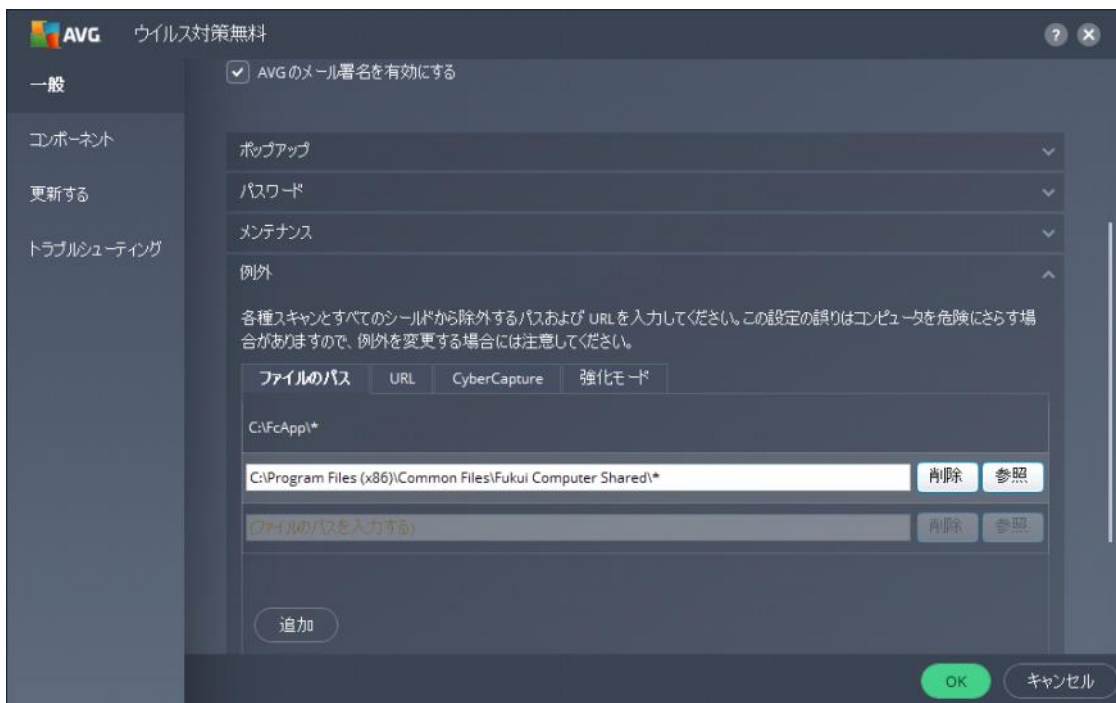 AVG ウイルス対策無料
?
一般
コンポーネント
更新する
トラブルシューティング
AVGのメール署名を有効にする
ポップアップ
パスワード
メンテナンス
例外
各種スキャンとすべてのシールドから除外するパスおよび URLを入力してください。この設定の誤りはコンピュータを危険にさらす場
合がありますので、例外を変更する場合には注意してください。
ファイルのパス URL CyberCapture 強化モード
C:\FcApp\*
C:\Program Files (x86)\Common Files\Fukui Computer Shared\* 削除 参照
(ファイルのパスを入力する) 削除 参照
追加
OK キャンセル